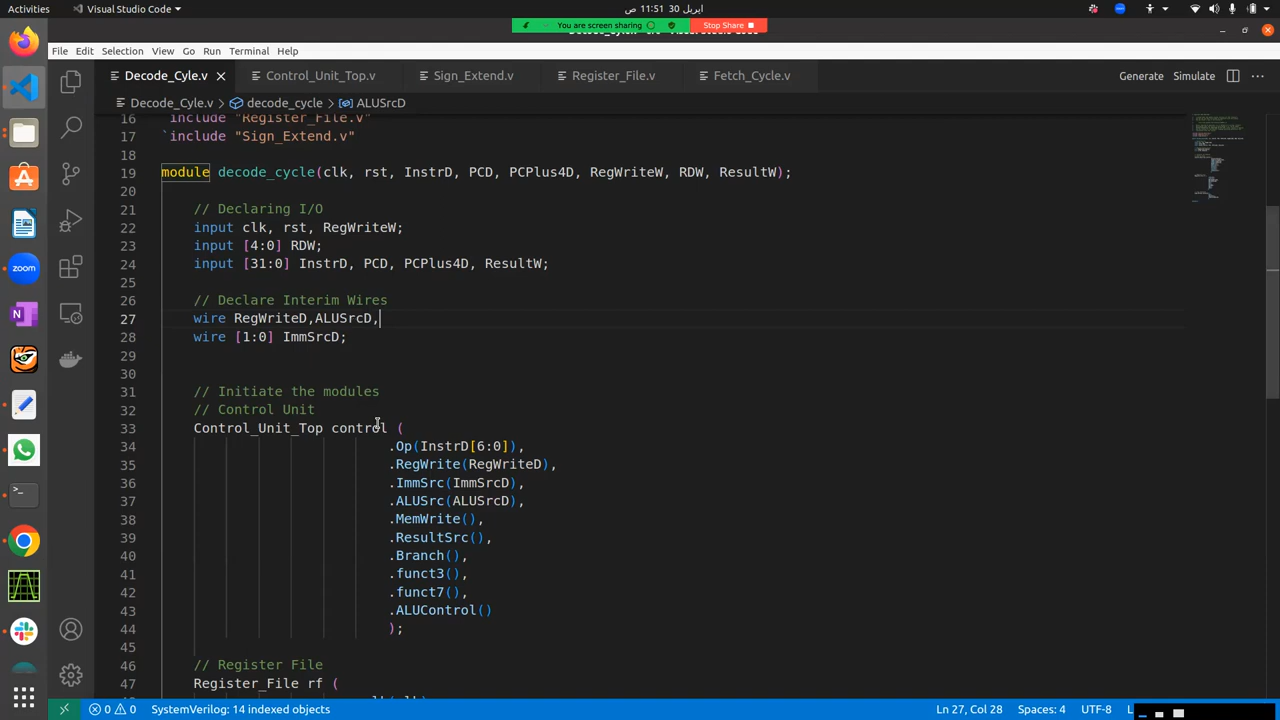 Activities
Visual Studio Code
ابريل 30 11:51 ص
You are screen sharing
Stop Share
File Edit Selection View Go Run Terminal Help
Decode_Cyle.v
Control_Unit_Top.v
Sign_Extend.v
Register_File.v
Fetch_Cycle.v
Generate
Simulate
Decode_Cyle.v > decode_cycle > ALUSrcD
16 `include "Register_File.v"
17 `include "Sign_Extend.v"
18
19 module decode_cycle(clk, rst, InstrD, PCD, PCPlus4D, RegWriteW, RDW, ResultW);
20
21 // Declaring I/O
22 input clk, rst, RegWriteW;
23 input [4:0] RDW;
24 input [31:0] InstrD, PCD, PCPlus4D, ResultW;
25
26 // Declare Interim Wires
27 wire RegWriteD,ALUSrcD,
28 wire [1:0] ImmSrcD;
29
30
31 // Initiate the modules
32 // Control Unit
33 Control_Unit_Top control (
34 .Op(InstrD[6:0]),
35 .RegWrite(RegWriteD),
36 .ImmSrc(ImmSrcD),
37 .ALUSrc(ALUSrcD),
38 .MemWrite(),
39 .ResultSrc(),
40 .Branch(),
41 .funct3(),
42 .funct7(),
43 .ALUControl()
44 );
45
46 // Register File
47 Register_File rf (
zoom
0 0 SystemVerilog: 14 indexed objects
Ln 27, Col 28
Spaces: 4
UTF-8